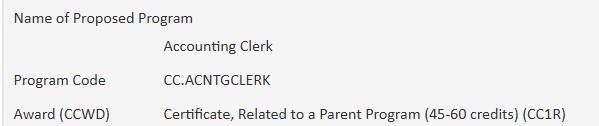 Name of Proposed Program
Accounting Clerk
Program Code CC.ACNTGCLERK
Award (CCWD) Certificate, Related to a Parent Program (45-60 credits) (CC1R)